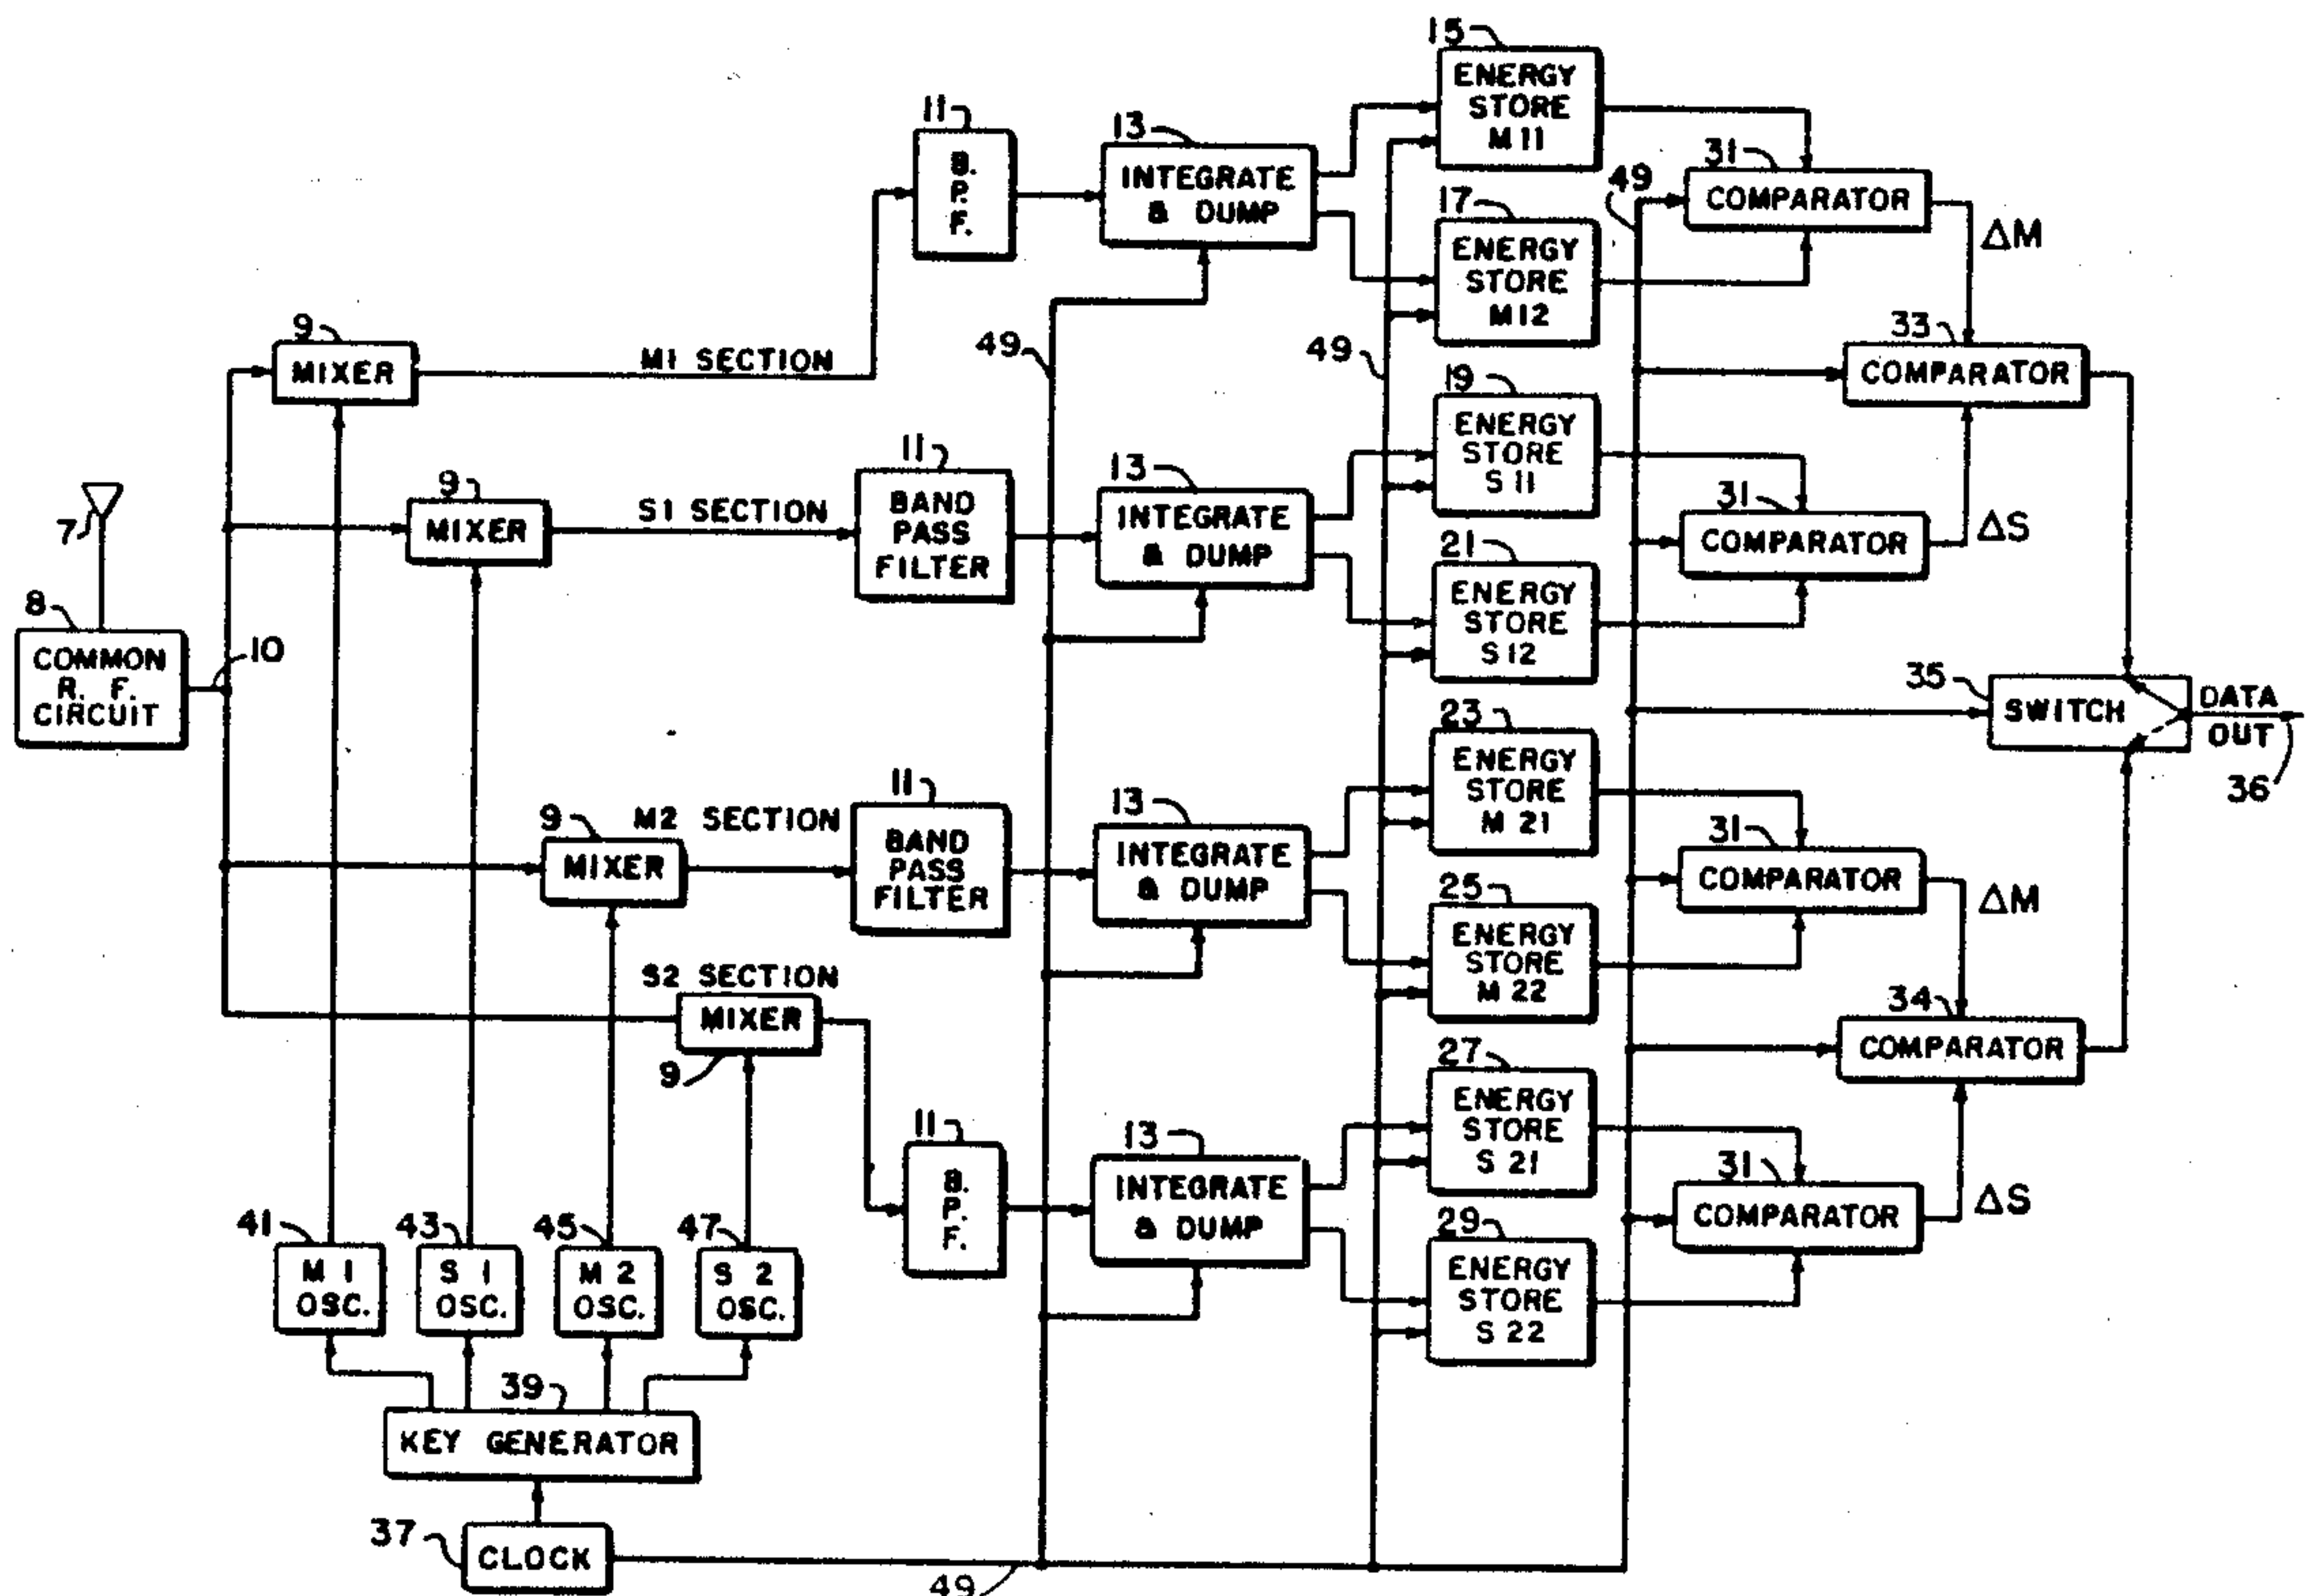 15
ENERGY
STORE
M11
11
B.
P.
F.
13
INTEGRATE
& DUMP
31
COMPARATOR
49
ΔM
17
ENERGY
STORE
M12
9
MIXER
M1 SECTION
49
49
33
COMPARATOR
19
ENERGY
STORE
S11
7
9
MIXER
S1 SECTION
11
BAND
PASS
FILTER
13
INTEGRATE
& DUMP
31
COMPARATOR
ΔS
21
ENERGY
STORE
S12
8
COMMON
R. F.
CIRCUIT
10
35
SWITCH
DATA
OUT
36
23
ENERGY
STORE
M 21
9
MIXER
M2 SECTION
11
BAND
PASS
FILTER
13
INTEGRATE
& DUMP
31
COMPARATOR
ΔM
25
ENERGY
STORE
M 22
S2 SECTION
MIXER
9
34
COMPARATOR
27
ENERGY
STORE
S 21
11
B.
P.
F.
13
INTEGRATE
& DUMP
31
COMPARATOR
ΔS
29
ENERGY
STORE
S 22
41
M 1
OSC.
43
S 1
OSC.
45
M 2
OSC.
47
S 2
OSC.
39
KEY GENERATOR
37
CLOCK
49